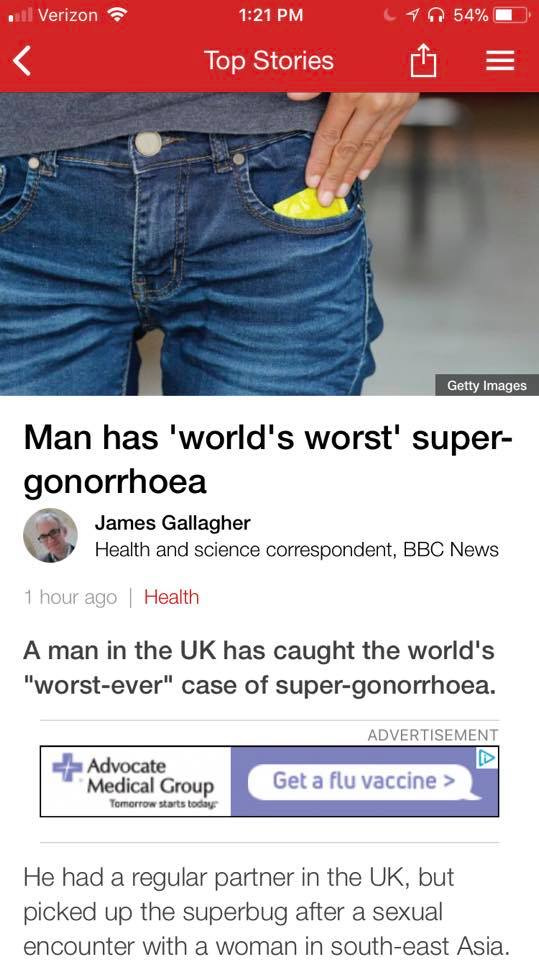 Verizon 1:21 PM 54%
Top Stories
Getty Images
Man has 'world's worst' super-
gonorrhoea
James Gallagher
Health and science correspondent, BBC News
1 hour ago | Health
A man in the UK has caught the world's
"worst-ever" case of super-gonorrhoea.
ADVERTISEMENT
Advocate
Medical Group
Tomorrow starts today.
Get a flu vaccine >
He had a regular partner in the UK, but
picked up the superbug after a sexual
encounter with a woman in south-east Asia.